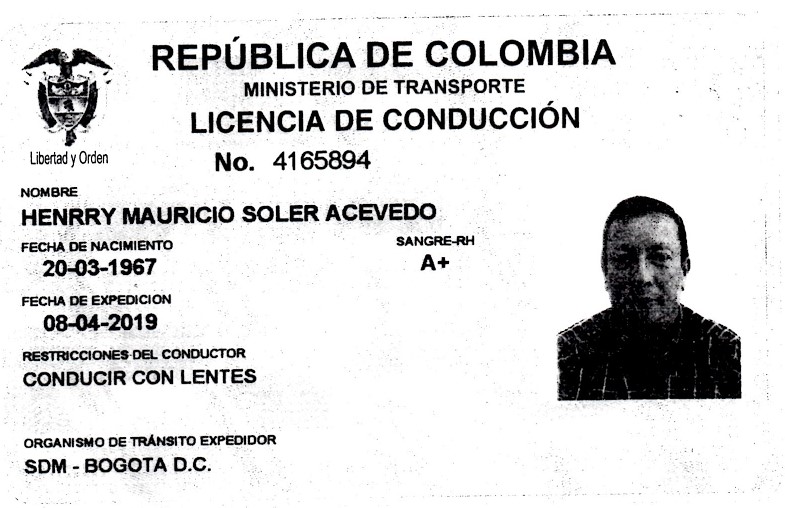 REPÚBLICA DE COLOMBIA
MINISTERIO DE TRANSPORTE
LICENCIA DE CONDUCCIÓN
Libertad y Orden
No. 4165894
NOMBRE
HENRRY MAURICIO SOLER ACEVEDO
FECHA DE NACIMIENTO
SANGRE-RH
20-03-1967
A+
FECHA DE EXPEDICION
08-04-2019
RESTRICCIONES DEL CONDUCTOR
CONDUCIR CON LENTES
ORGANISMO DE TRÁNSITO EXPEDIDOR
SDM - BOGOTA D.C.